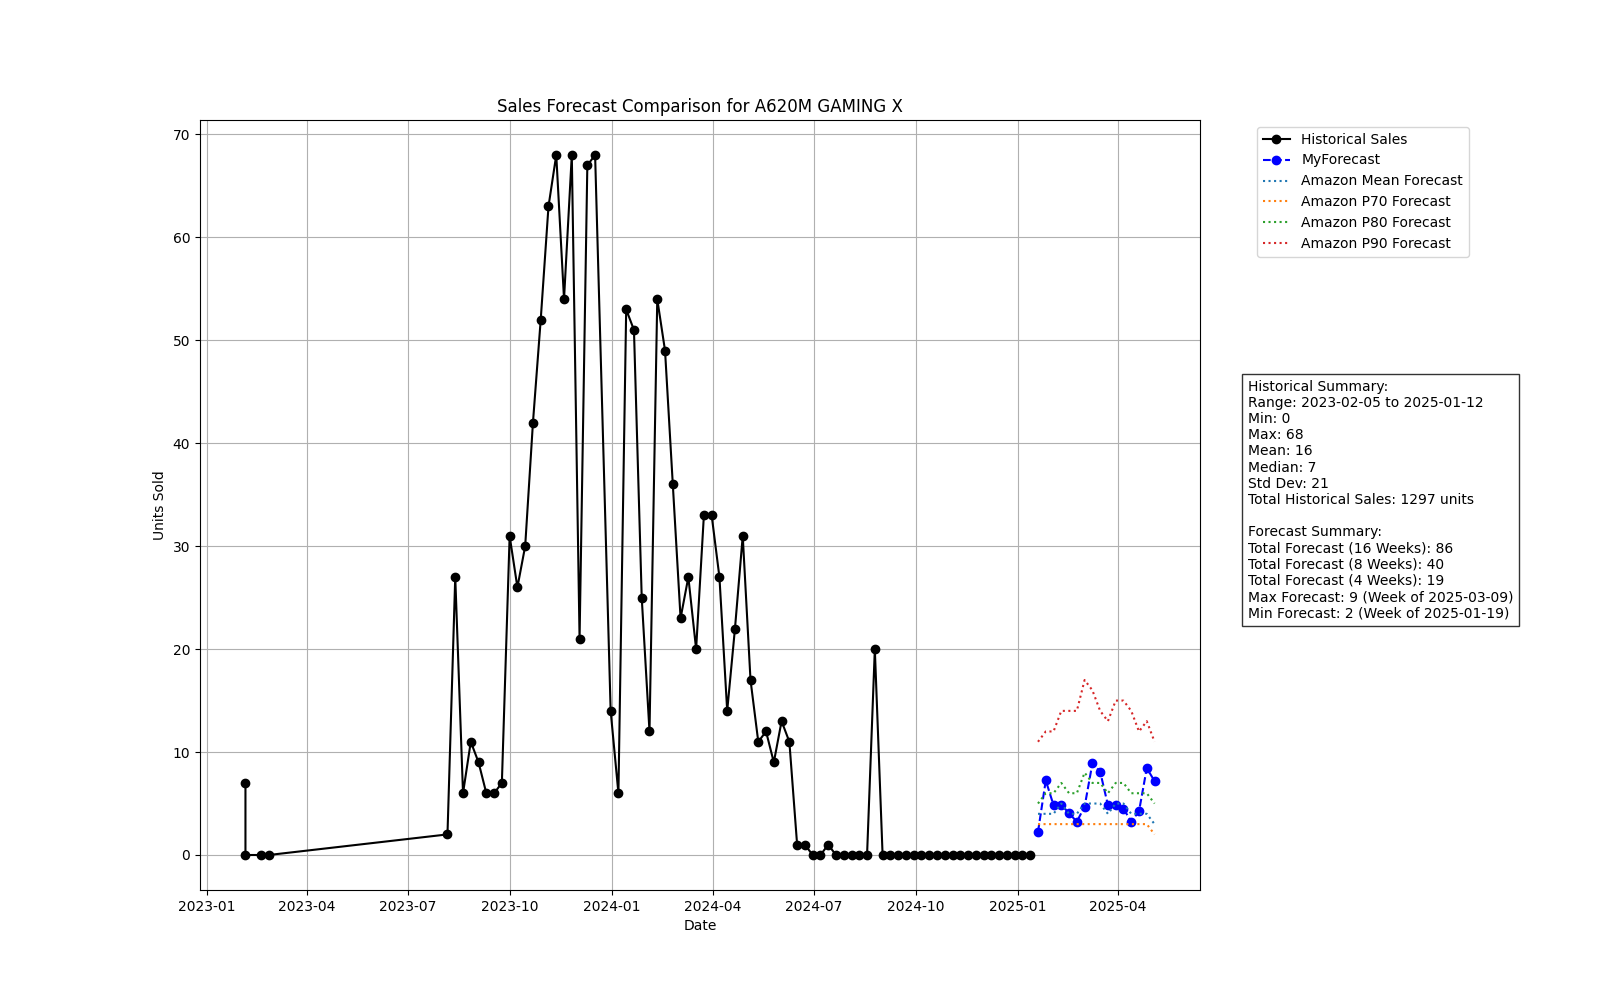 Sales Forecast Comparison for A620M GAMING X
70
60
50
40
30
20
10
0
Units Sold
2023-01
2023-04
2023-07
2023-10
2024-01
2024-04
2024-07
2024-10
2025-01
2025-04
Date
Historical Sales
MyForecast
Amazon Mean Forecast
Amazon P70 Forecast
Amazon P80 Forecast
Amazon P90 Forecast
Historical Summary:
Range: 2023-02-05 to 2025-01-12
Min: 0
Max: 68
Mean: 16
Median: 7
Std Dev: 21
Total Historical Sales: 1297 units
Forecast Summary:
Total Forecast (16 Weeks): 86
Total Forecast (8 Weeks): 40
Total Forecast (4 Weeks): 19
Max Forecast: 9 (Week of 2025-03-09)
Min Forecast: 2 (Week of 2025-01-19)